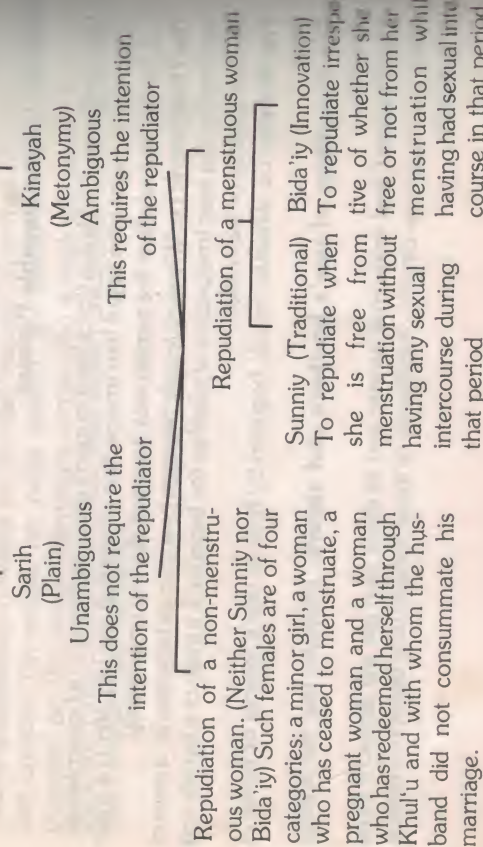 Sarih
(Plain)
Unambiguous
This does not require the
intention of the repudiator
Kinayah
(Metonymy)
Ambiguous
This requires the intention
of the repudiator
Repudiation of a non-menstru-
ous woman. (Neither Sunniy nor
Bida'iy) Such females are of four
categories: a minor girl, a woman
who has ceased to menstruate, a
pregnant woman and a woman
who has redeemed herself through
Khul'u and with whom the hus-
band did not consummate his
marriage.
Repudiation of a menstruous woman
Sunniy (Traditional)
To repudiate when
she is free from
menstruation without
having any sexual
intercourse during
that period
Bida'iy (Innovation)
To repudiate irrespe
tive of whether she
free or not from her
menstruation whil
having had sexual inte
course in that period